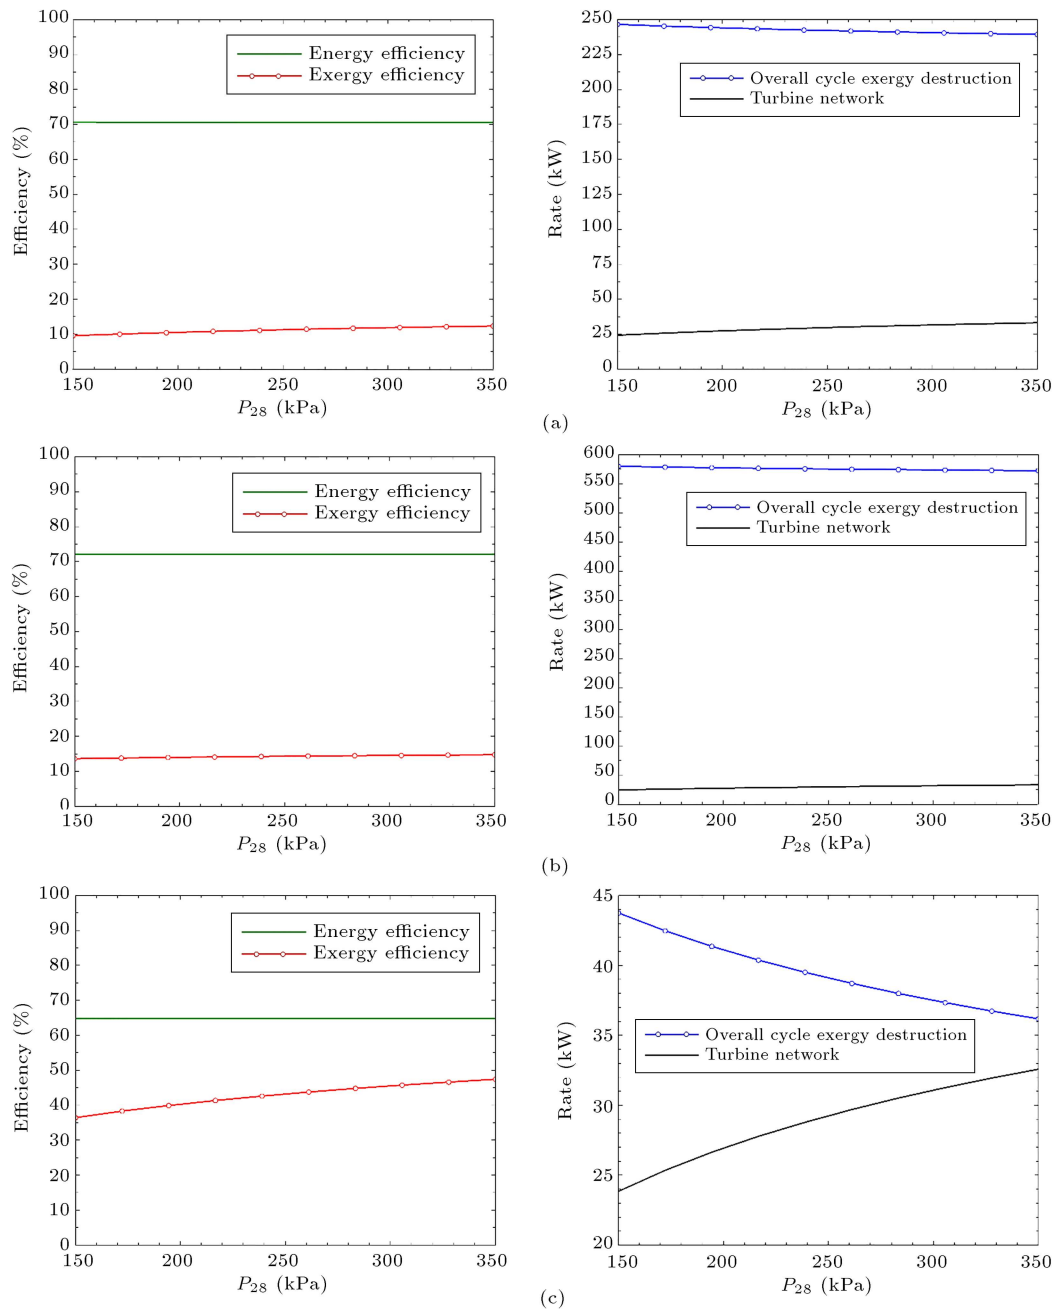 100
90
80
70
60
50
40
30
20
10
0
Efficiency (%)
Energy efficiency
Exergy efficiency
150 200 250 300 350
P28 (kPa)
250
225
200
175
150
125
100
75
50
25
0
Rate (kW)
Overall cycle exergy destruction
Turbine network
150 200 250 300 350
P28 (kPa)
(a)
100
90
80
70
60
50
40
30
20
10
0
Efficiency (%)
Energy efficiency
Exergy efficiency
150 200 250 300 350
P28 (kPa)
600
550
500
450
400
350
300
250
200
150
100
50
0
Rate (kW)
Overall cycle exergy destruction
Turbine network
150 200 250 300 350
P28 (kPa)
(b)
100
90
80
70
60
50
40
30
20
10
0
Efficiency (%)
Energy efficiency
Exergy efficiency
150 200 250 300 350
P28 (kPa)
45
40
35
30
25
20
Rate (kW)
Overall cycle exergy destruction
Turbine network
150 200 250 300 350
P28 (kPa)
(c)